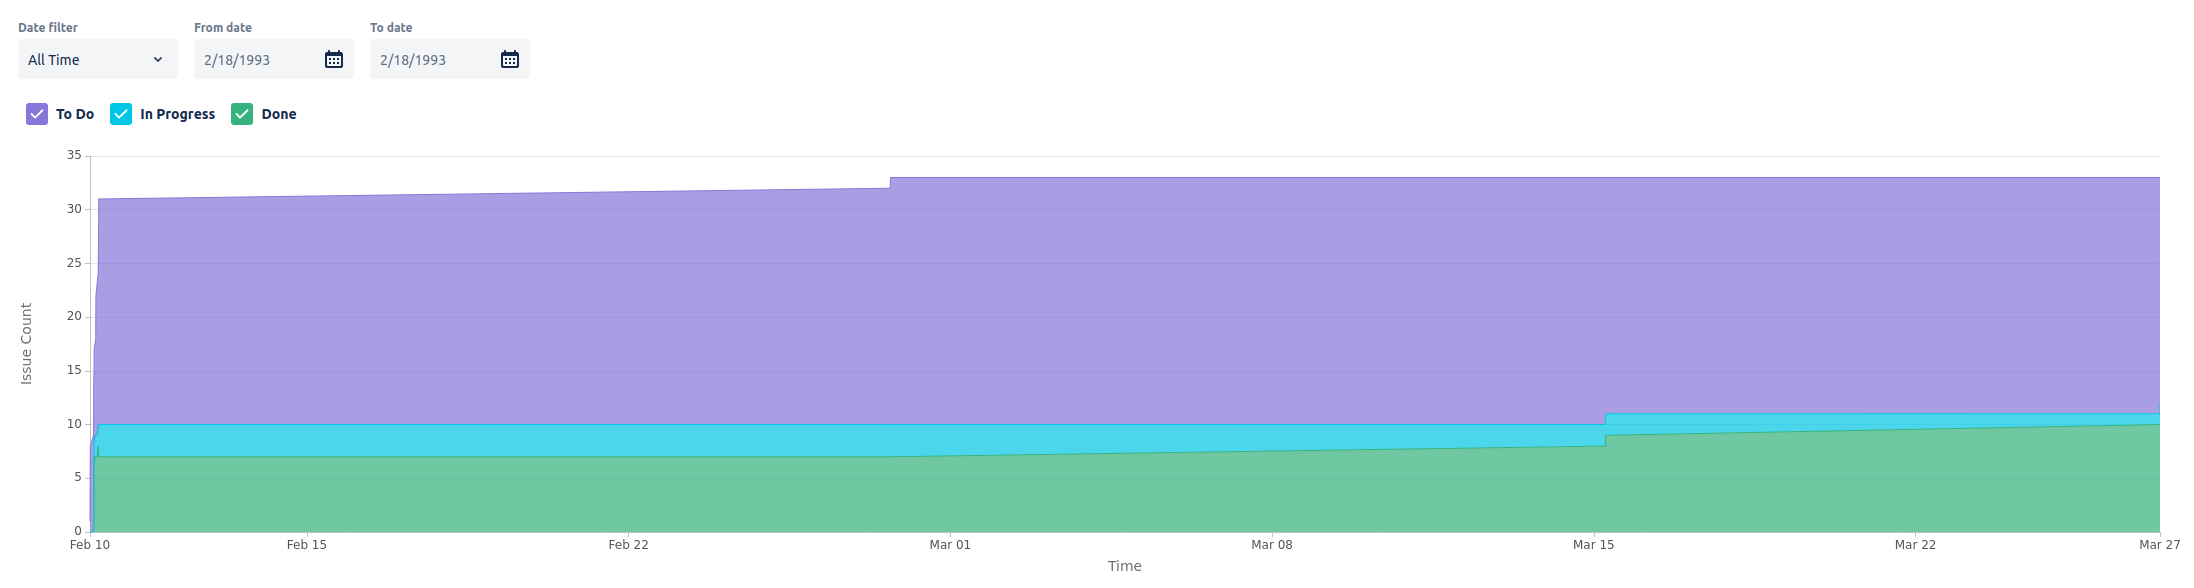 Date filter From date To date
All Time 2/18/1993 2/18/1993
To Do In Progress Done
35
30
25
20
15
10
5
0
Issue Count
Feb 10 Feb 15 Feb 22 Mar 01 Mar 08 Mar 15 Mar 22 Mar 27
Time